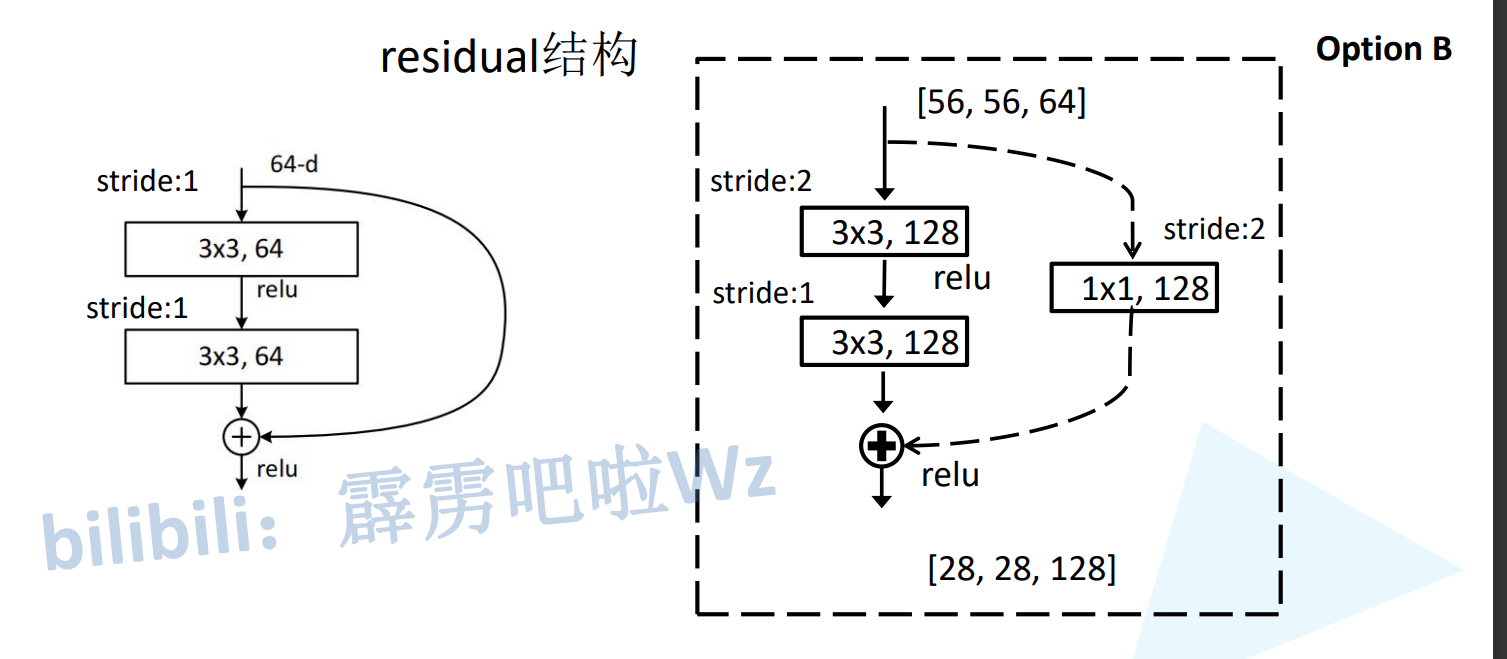 residual结构
Option B
stride:1
64-d
3x3, 64
relu
stride:1
3x3, 64
relu
[56, 56, 64]
stride:2
3x3, 128
relu
stride:1
3x3, 128
stride:2
1x1, 128
relu
[28, 28, 128]
bilibili: 霹雳吧啦Wz